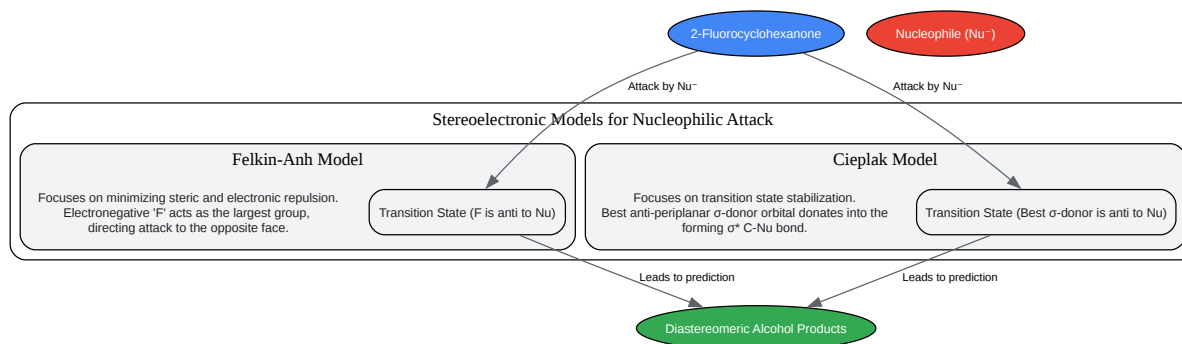 2-Fluorocyclohexanone
Nucleophile (Nu⁻)
Attack by Nu⁻
Attack by Nu⁻
Stereoelectronic Models for Nucleophilic Attack
Felkin-Anh Model
Focuses on minimizing steric and electronic repulsion.
Electronegative 'F' acts as the largest group,
directing attack to the opposite face.
Transition State (F is anti to Nu)
Cieplak Model
Focuses on transition state stabilization.
Best anti-periplanar σ-donor orbital donates into the
forming σ* C-Nu bond.
Transition State (Best σ-donor is anti to Nu)
Leads to prediction
Leads to prediction
Diastereomeric Alcohol Products